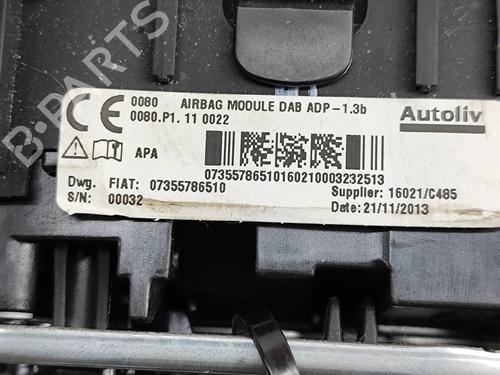 B-PARTS
0080 AIRBAG MODULE DAB ADP-1.3b
0080.P1. 11 0022
Autoliv
APA
07355786510160210003232513
Dwg. FIAT: 07355786510
Supplier: 16021/C485
S/N: 00032
Date: 21/11/2013